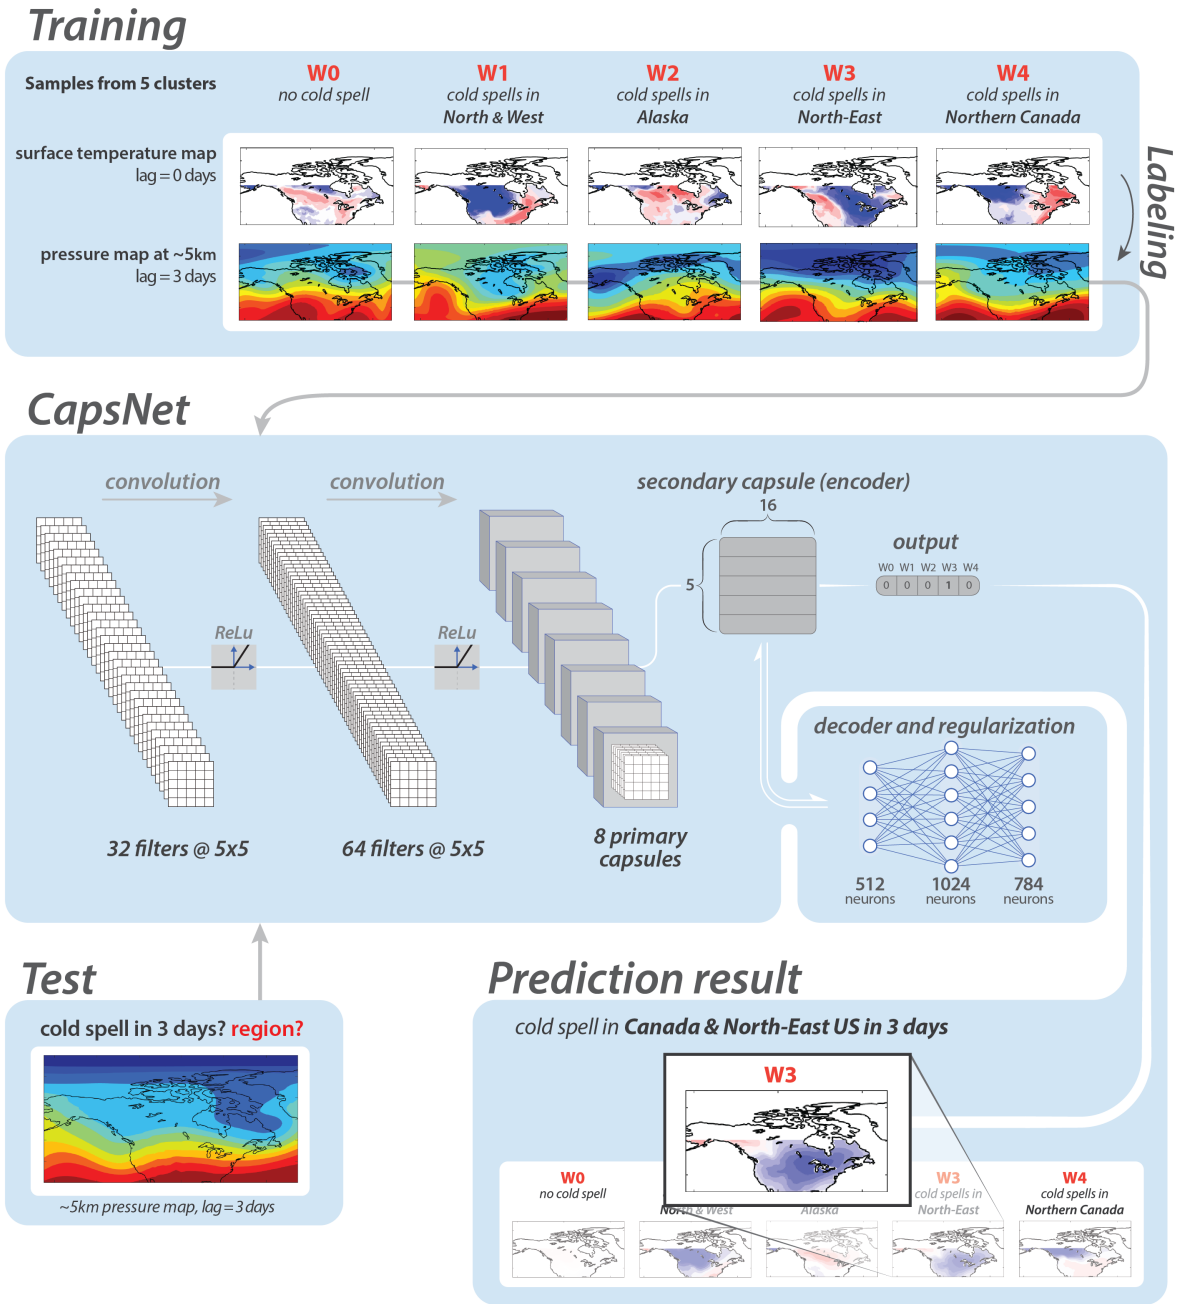 Training
Samples from 5 clusters
W0
no cold spell
W1
cold spells in
North & West
W2
cold spells in
Alaska
W3
cold spells in
North-East
W4
cold spells in
Northern Canada
surface temperature map
lag = 0 days
pressure map at ~5km
lag = 3 days
Labeling
CapsNet
convolution
convolution
secondary capsule (encoder)
16
5
output
W0 W1 W2 W3 W4
0 0 0 1 0
ReLu
ReLu
32 filters @ 5x5
64 filters @ 5x5
8 primary
capsules
decoder and regularization
512
neurons
1024
neurons
784
neurons
Test
cold spell in 3 days? region?
~5km pressure map, lag = 3 days
Prediction result
cold spell in Canada & North-East US in 3 days
W3
W0
no cold spell
North & West
Alaska
W3
cold spells in
North-East
W4
cold spells in
Northern Canada